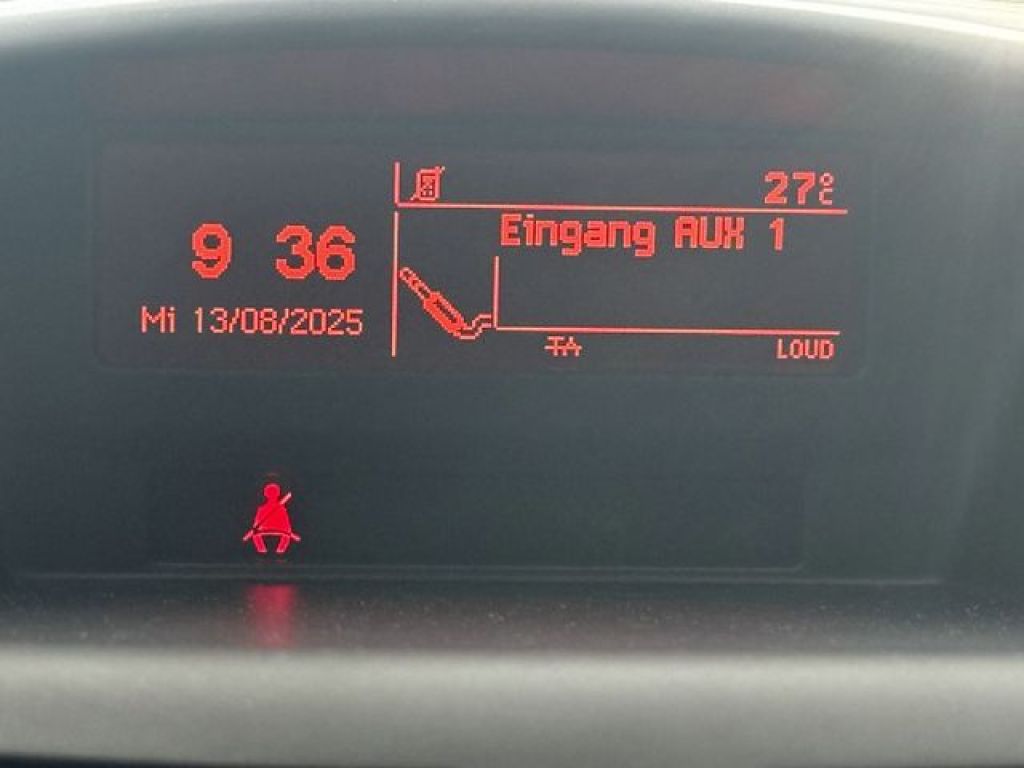 27°C
Eingang AUX 1
9 36
Mi 13/08/2025
TA
LOUD